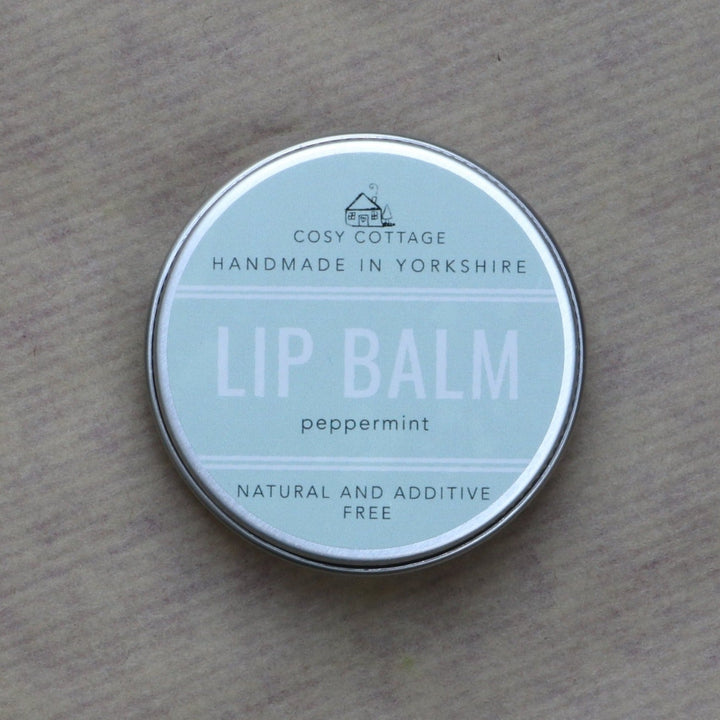 COSY COTTAGE
HANDMADE IN YORKSHIRE
LIP BALM
peppermint
NATURAL AND ADDITIVE
FREE